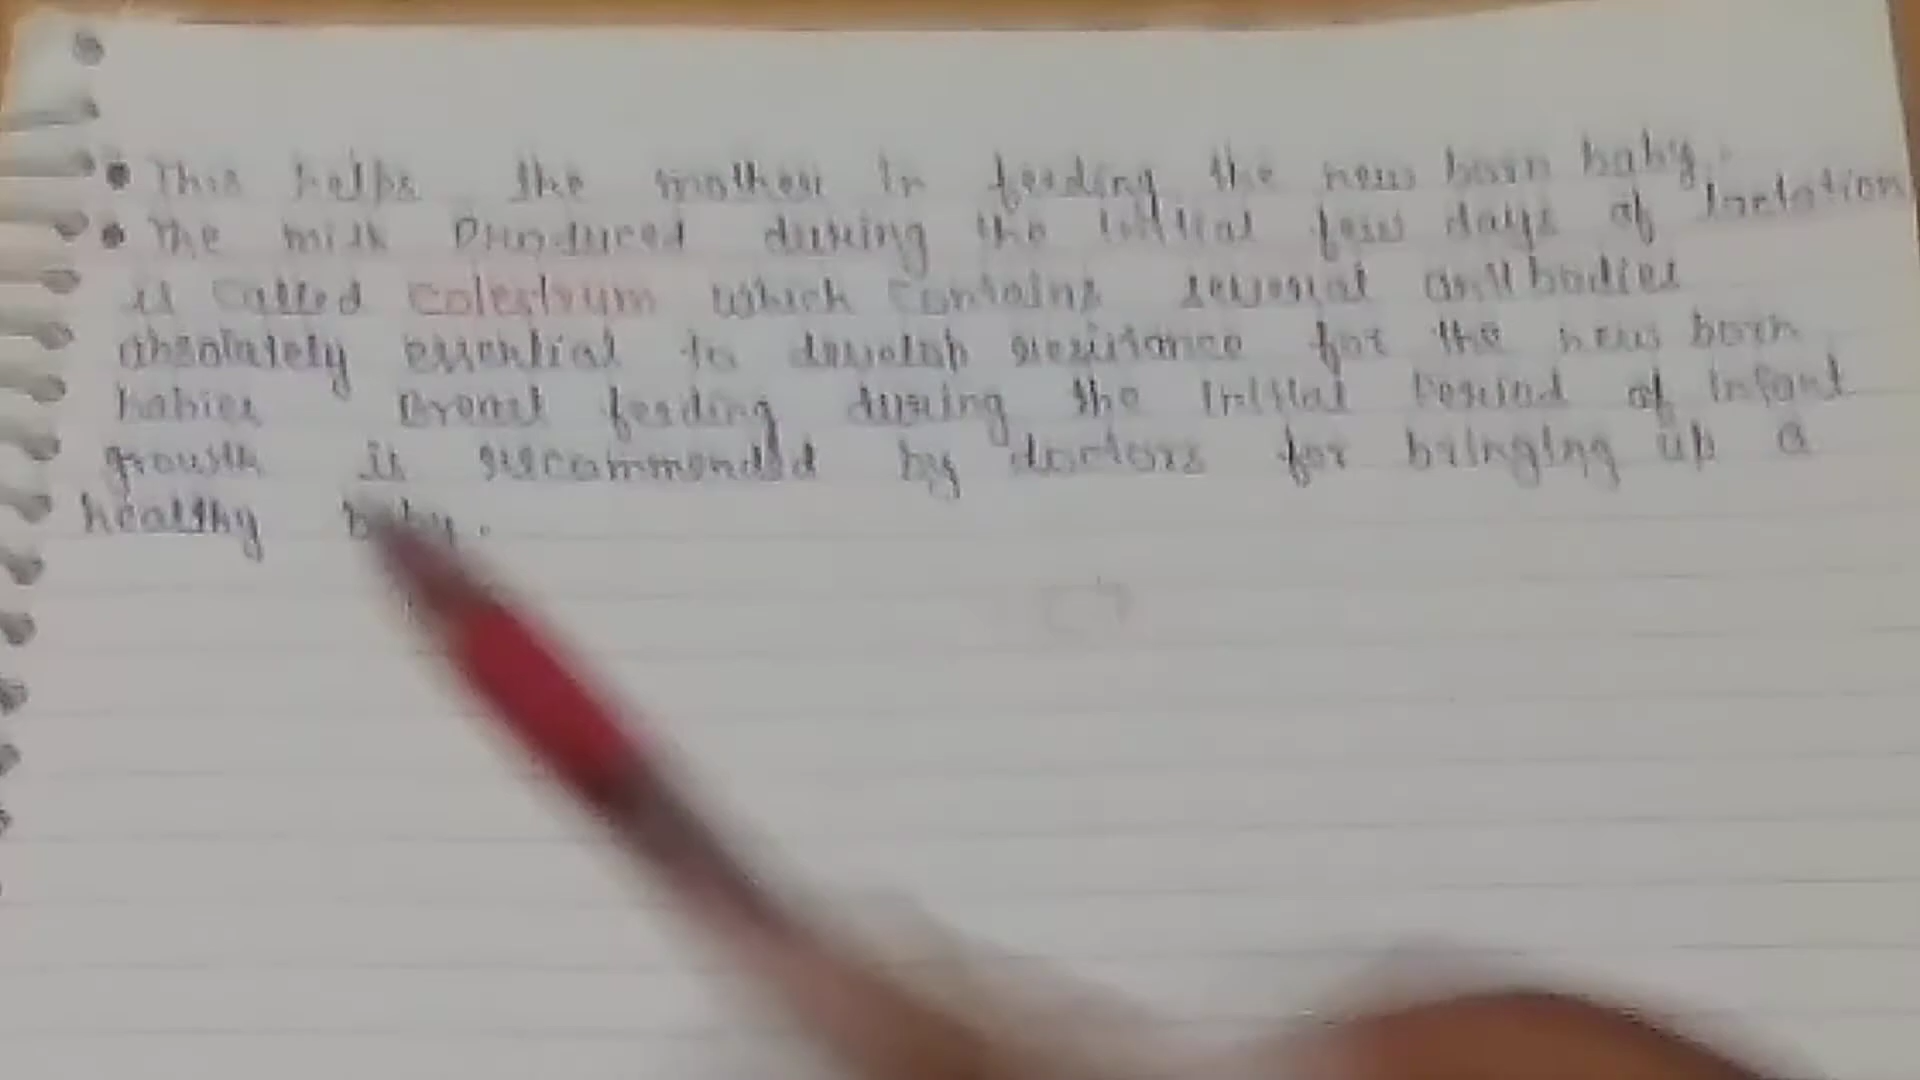 • This helps the mother in feeding the new born baby.
• The milk produced during the initial few days of lactation
is called colestrum which contains several antibodies
absolutely essential to develop resistance for the new born
babies Breast feeding during the initial period of infant
growth is recommended by doctors for bringing up a
healthy baby.